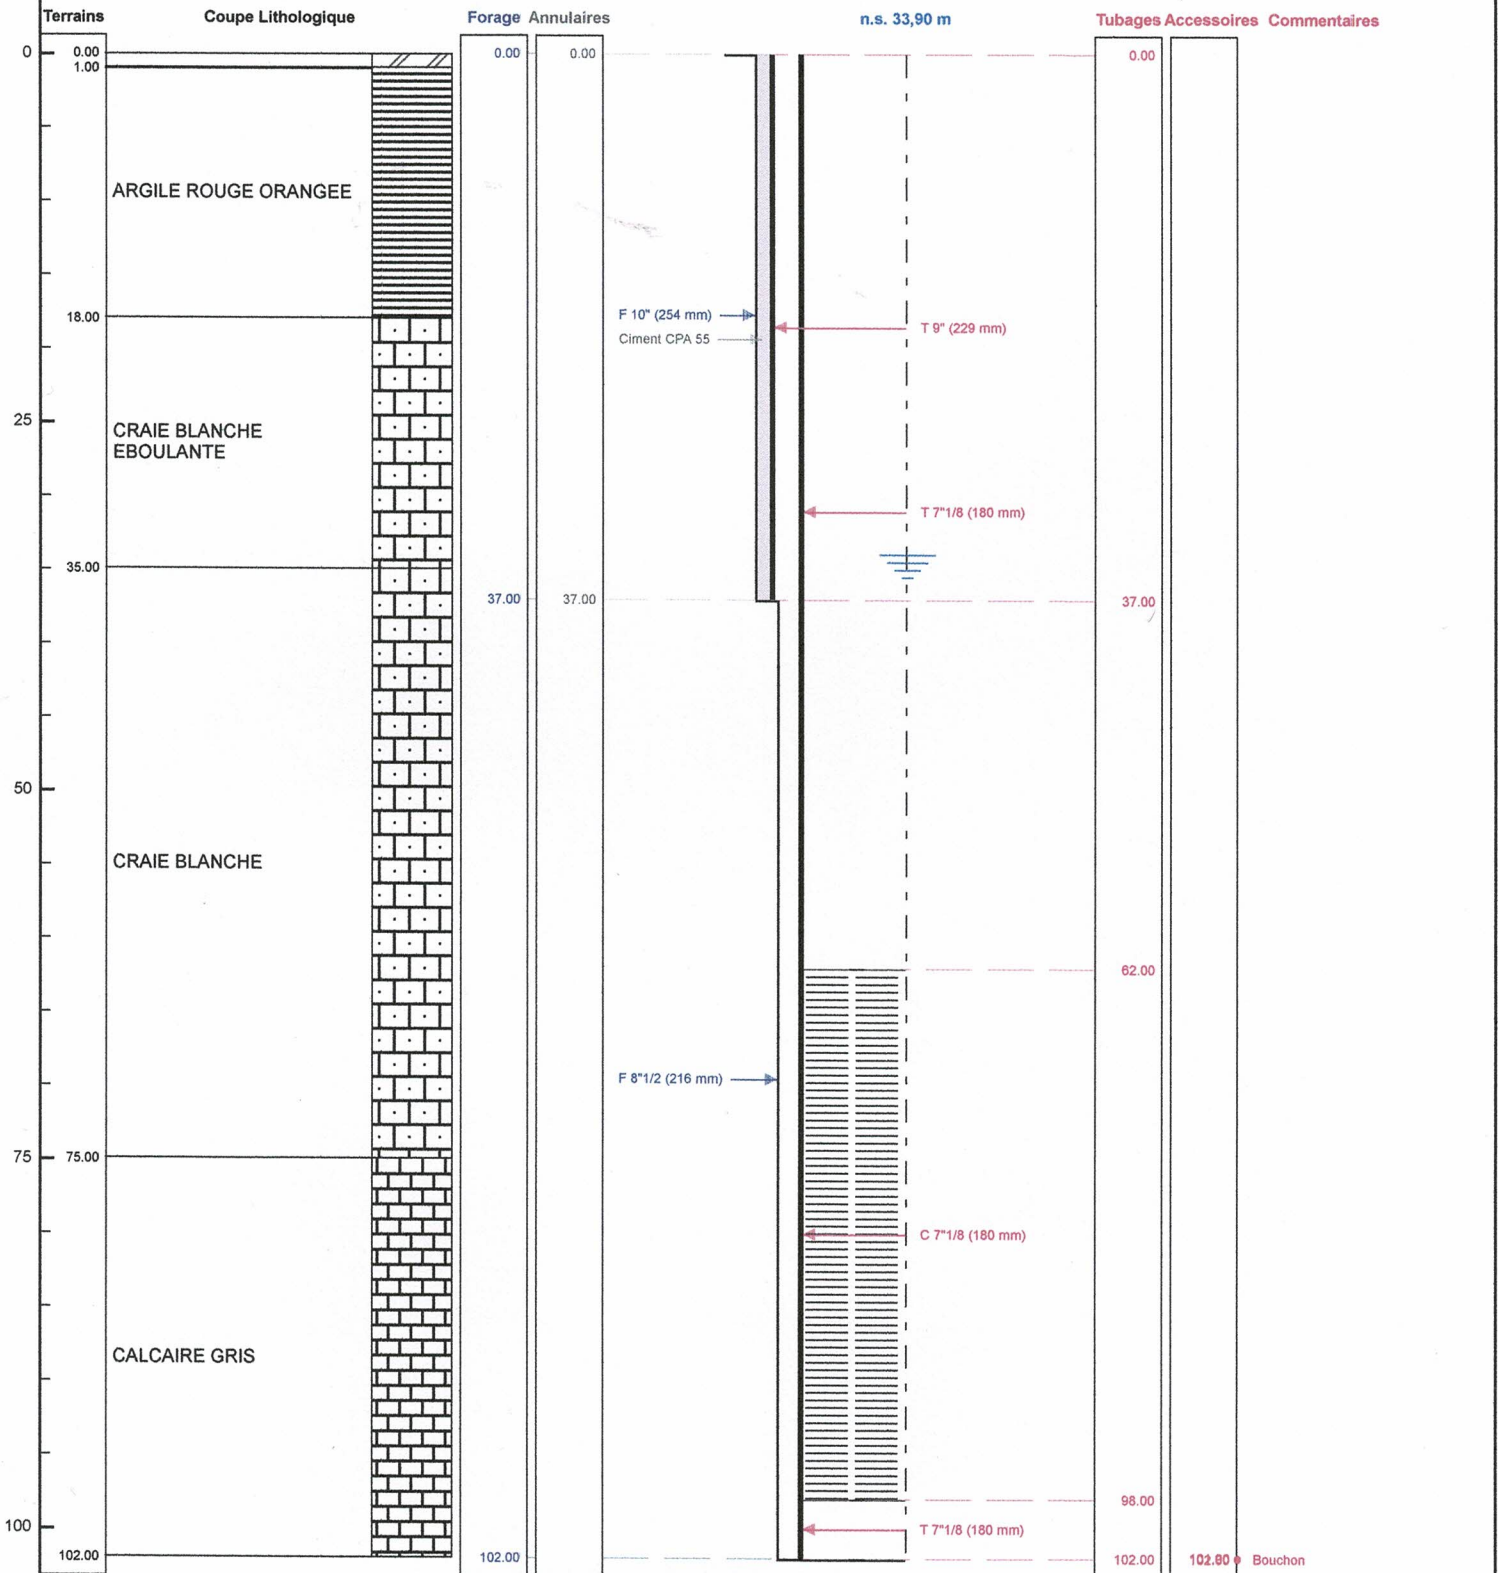 Terrains Coupe Lithologique Forage Annulaires n.s. 33,90 m Tubages Accessoires Commentaires
0 0.00 0.00 0.00 0.00
1.00
ARGILE ROUGE ORANGEE
18.00 F 10" (254 mm) T 9" (229 mm)
Ciment CPA 55
25
CRAIE BLANCHE
EBOULANTE
T 7"1/8 (180 mm)
35.00
37.00 37.00 37.00
50
CRAIE BLANCHE
62.00
F 8"1/2 (216 mm)
75 75.00
C 7"1/8 (180 mm)
CALCAIRE GRIS
98.00
100 T 7"1/8 (180 mm)
102.00 102.00 102.00 Bouchon